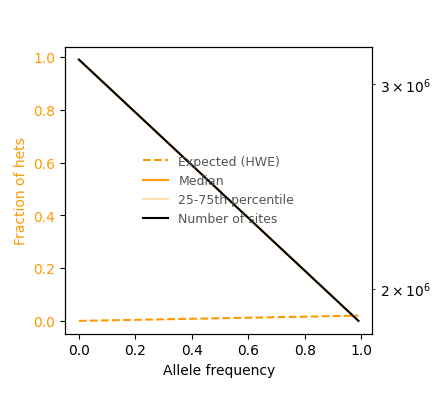 1.0
0.8
0.6
0.4
0.2
0.0
Fraction of hets
Expected (HWE)
Median
25-75th percentile
Number of sites
3 × 10⁶
2 × 10⁶
0.0 0.2 0.4 0.6 0.8 1.0
Allele frequency